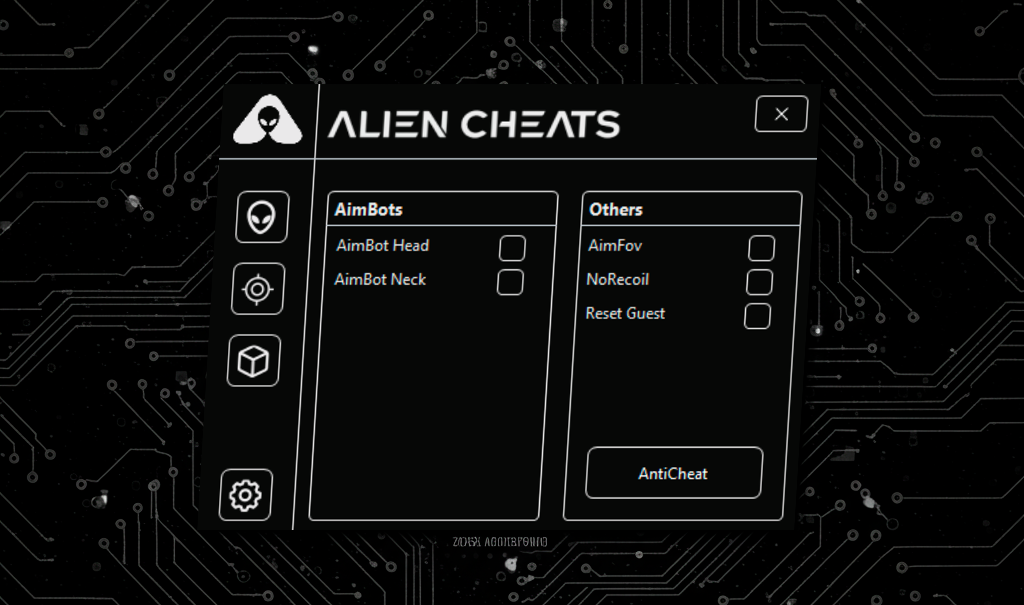 ALIEN CHEATS
AimBots
AimBot Head
AimBot Neck
Others
AimFov
NoRecoil
Reset Guest
AntiCheat